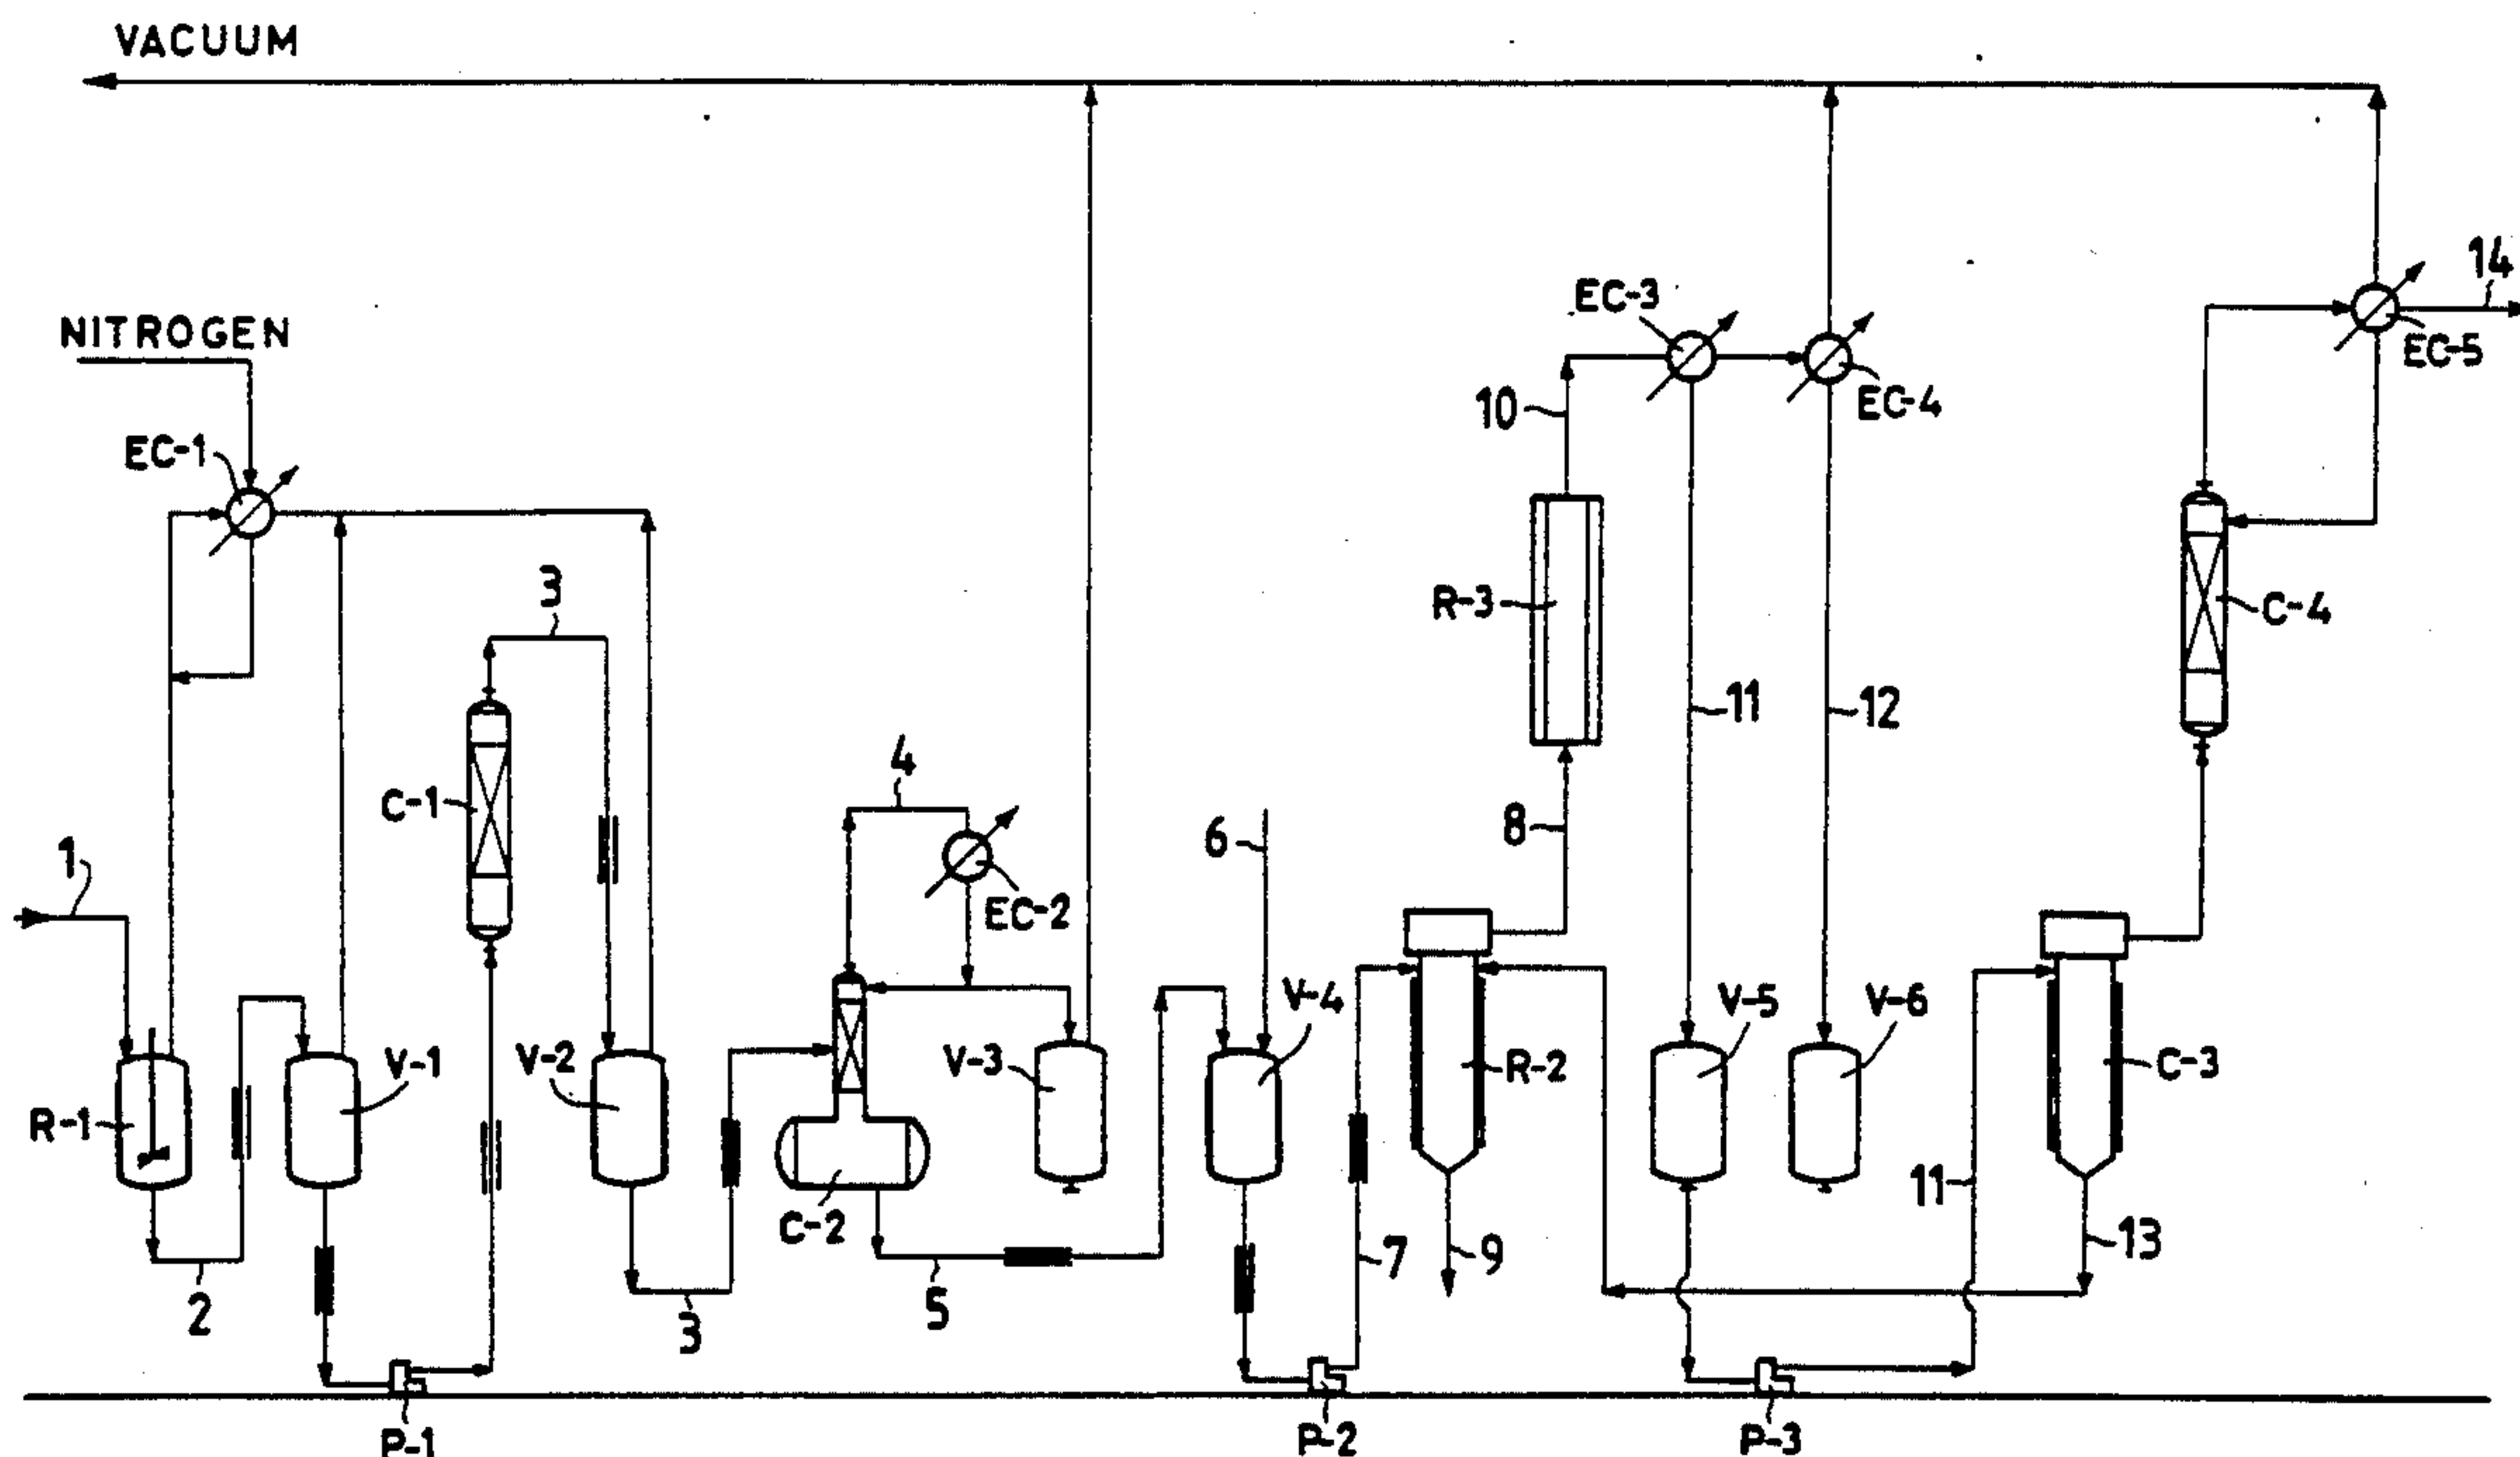 VACUUM
NITROGEN
EC-1
EC-3
14
EC-5
10
EC-4
3
R-3
C-4
C-1
4
11
12
1
6
8
EC-2
V-1
V-2
V-3
V-4
V-5
V-6
R-1
R-2
C-3
C-2
11
2
3
5
7
9
13
P-1
P-2
P-3